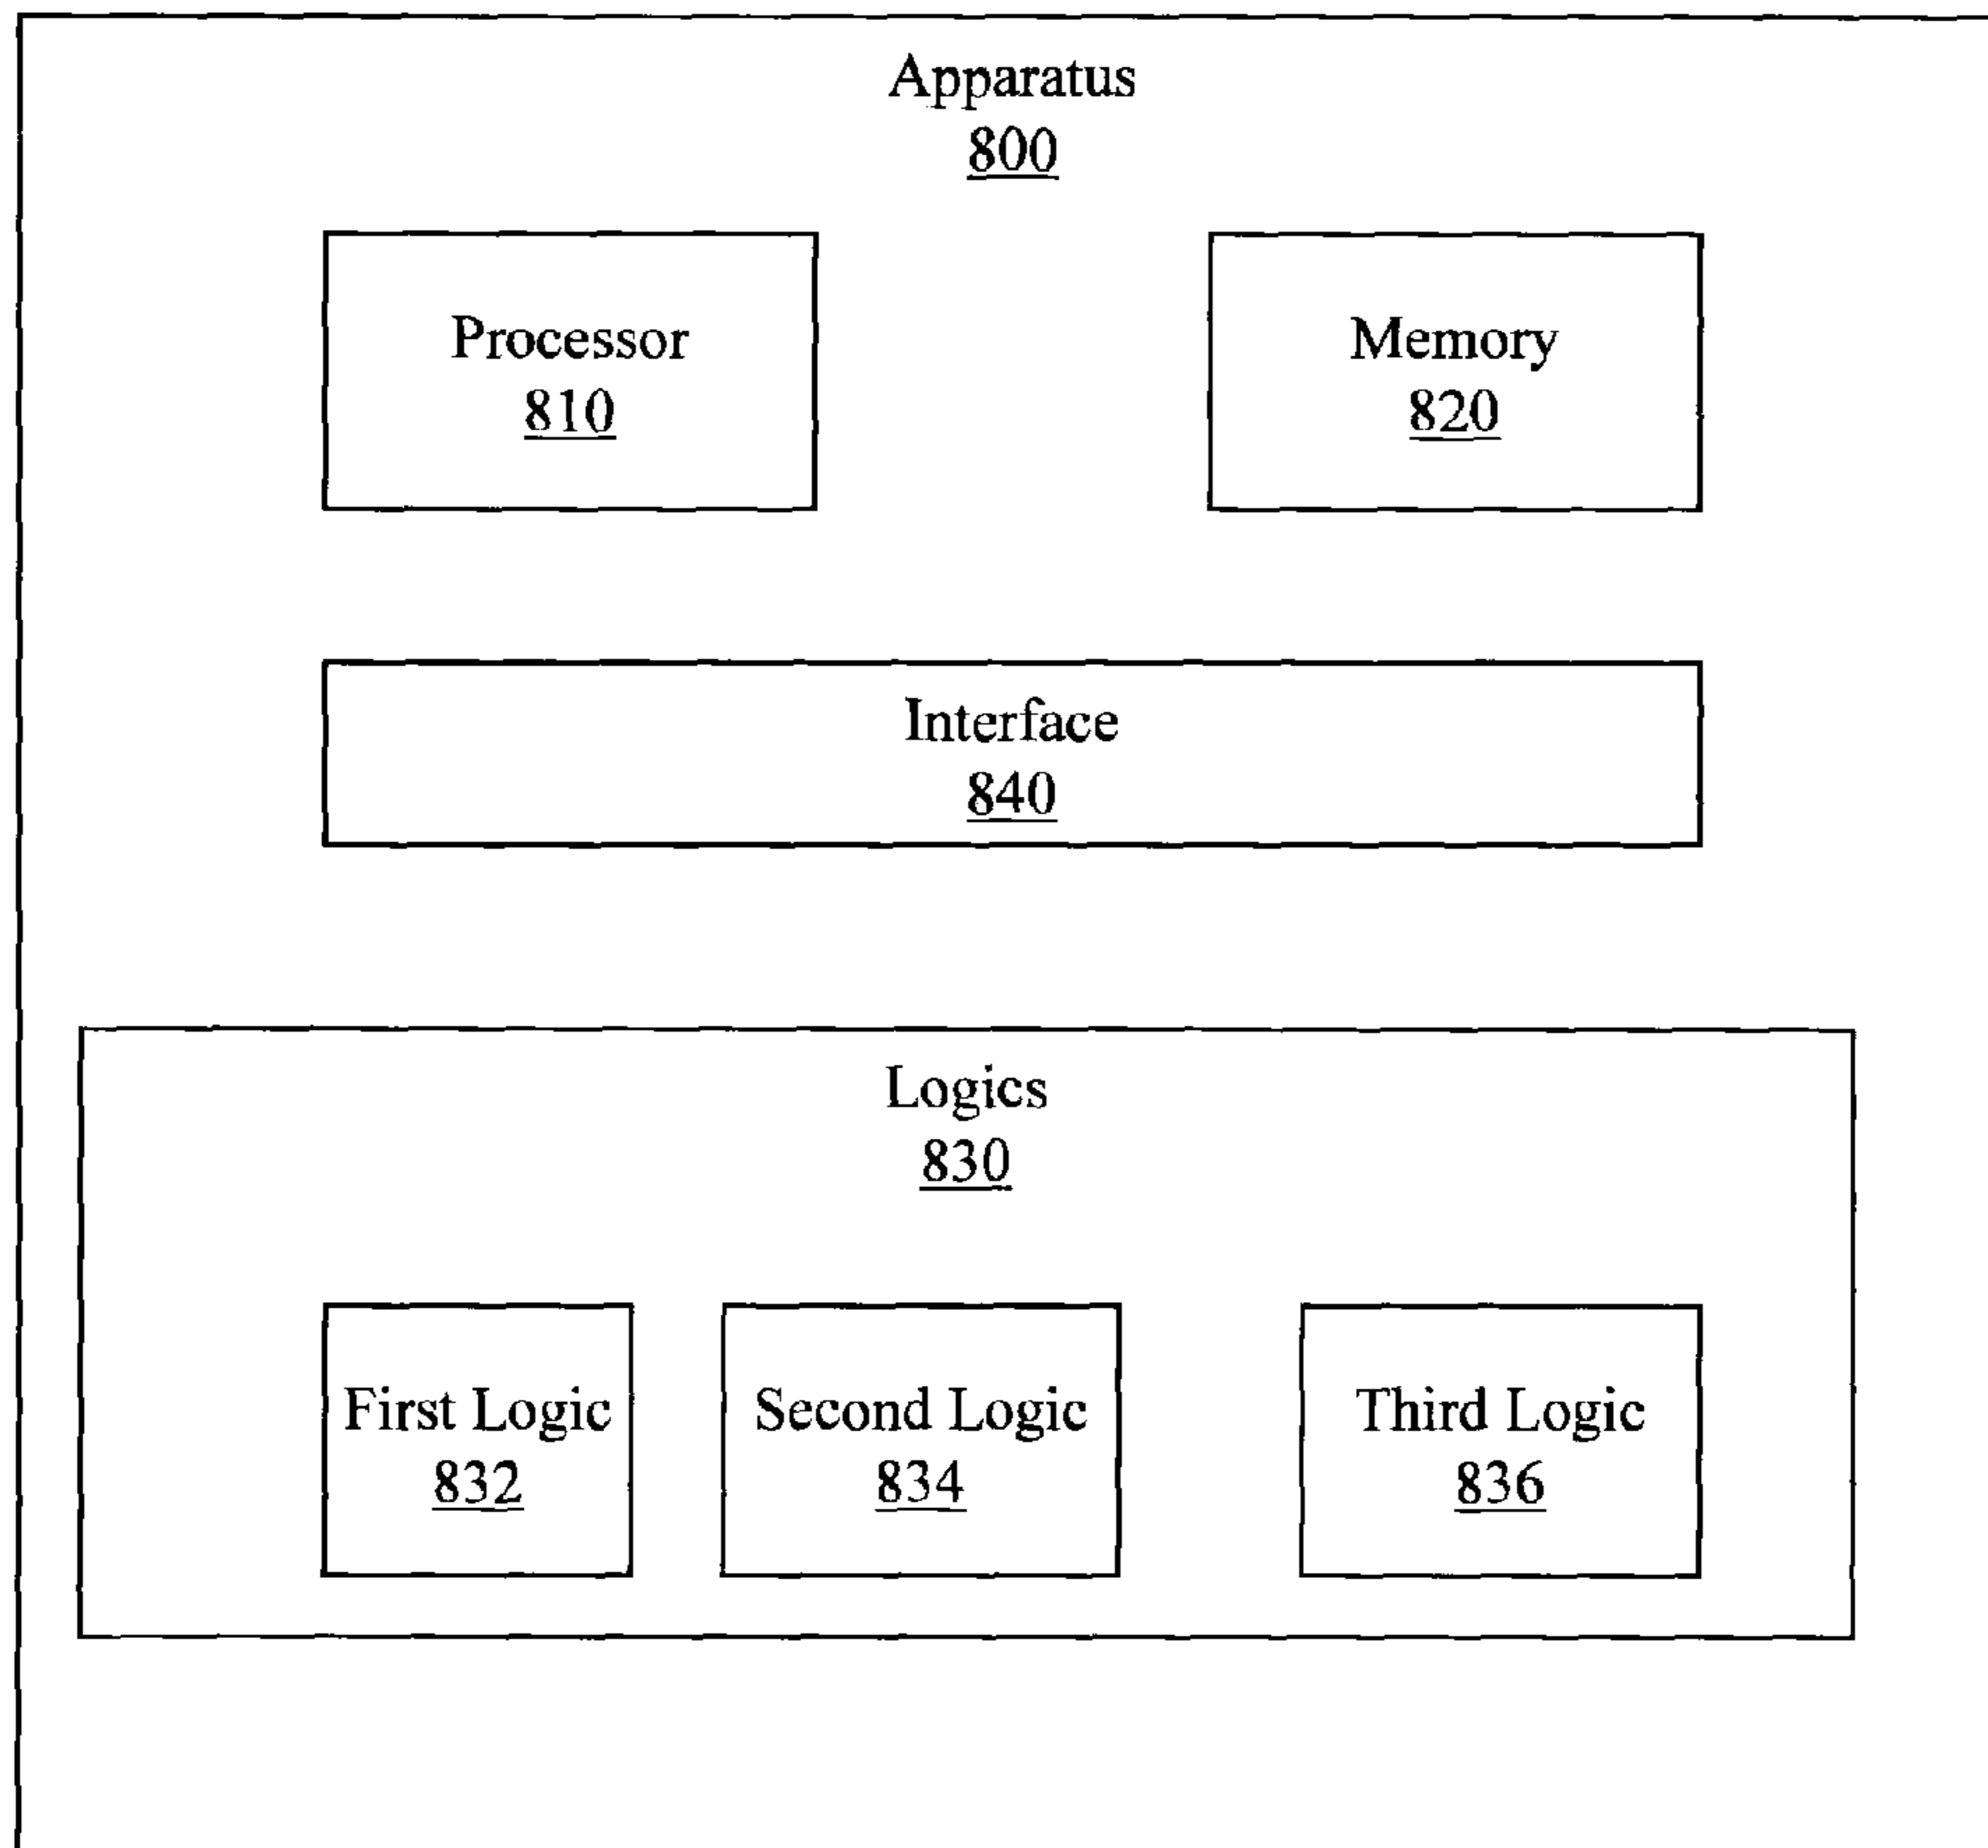 Apparatus
800
Processor
810
Memory
820
Interface
840
Logics
830
First Logic
832
Second Logic
834
Third Logic
836